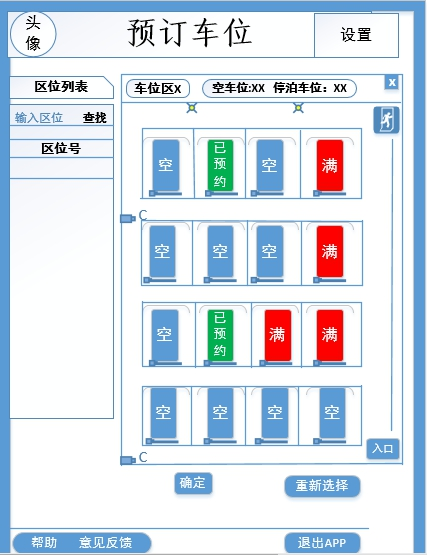 头像
预订车位
设置
区位列表
车位区X
空车位:XX 停泊车位：XX
X
输入区位 查找
区位号
空 已预约 空 满
C
空 空 空 满
空 已预约 满 满
空 空 空 空
C
入口
确定
重新选择
帮助 意见反馈
退出APP